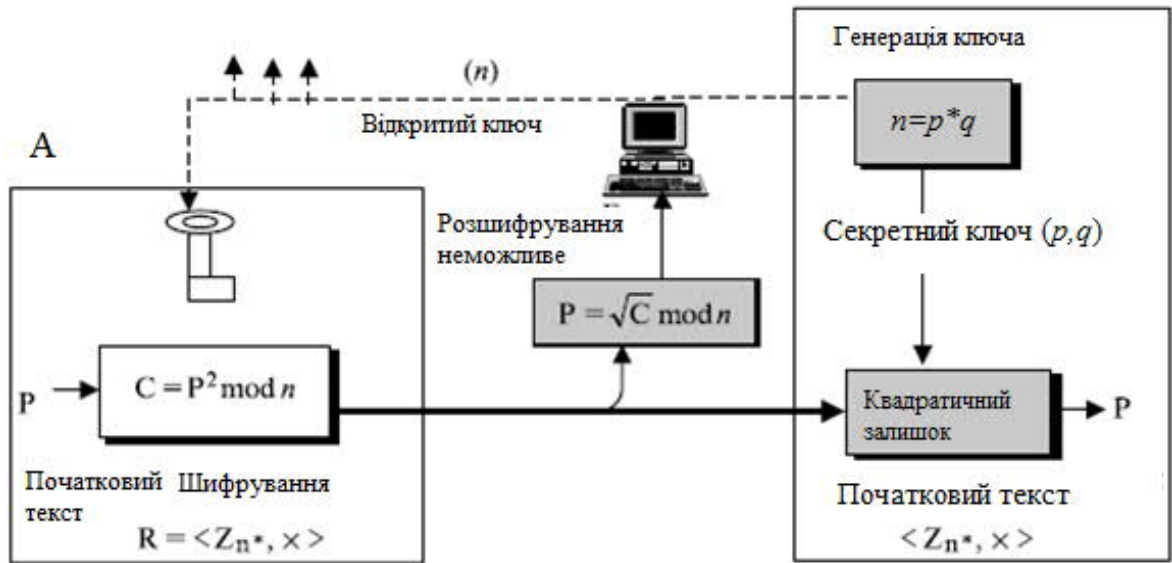 Генерація ключа
(n)
n=p*q
Відкритий ключ
A
Розшифрування
неможливе
Секретний ключ (p,q)
P = √C mod n
P
C = P² mod n
Квадратичний
залишок
P
Початковий Шифрування
текст
Початковий текст
R = < Zn*, × >
< Zn*, × >